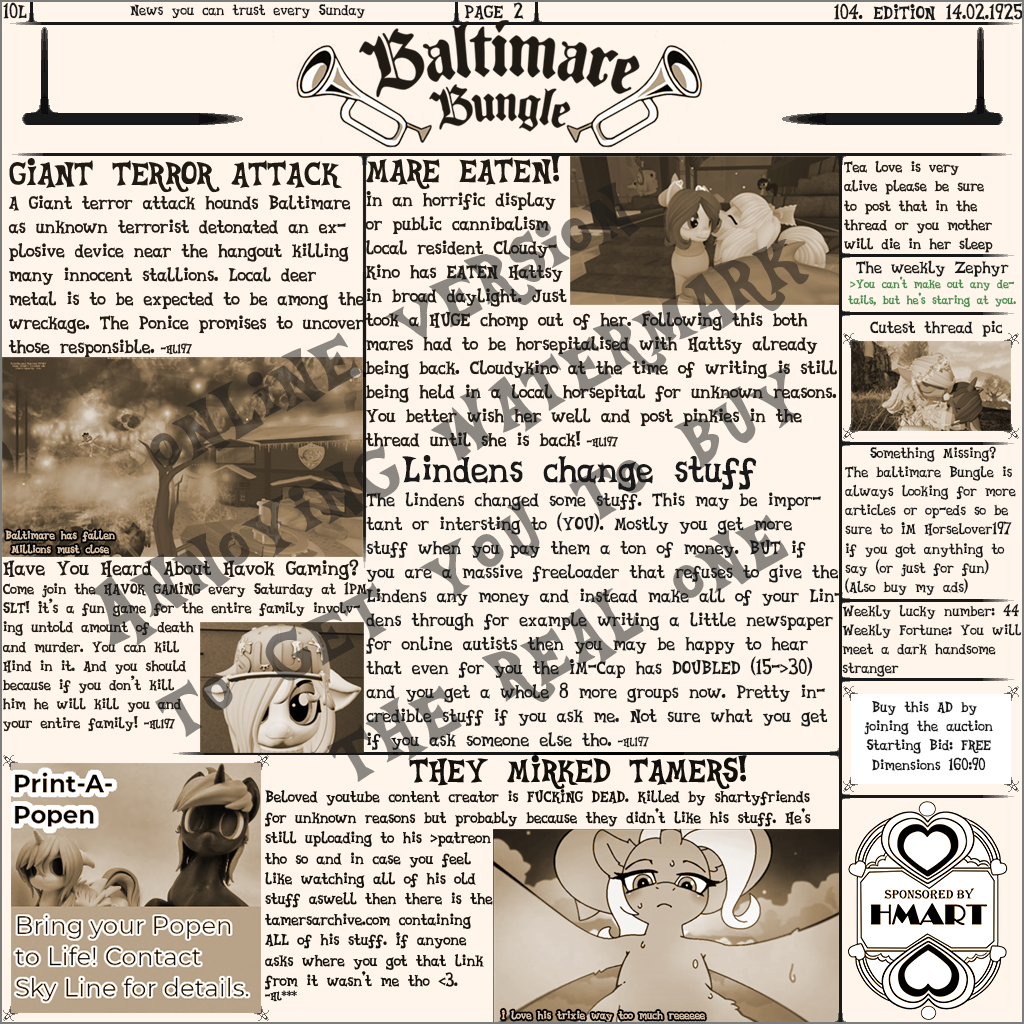 10L
News you can trust every Sunday
PAGE 2
104. EDITION 14.02.1925
Baltimare
Bungle
GIANT TERROR ATTACK
A Giant terror attack hounds Baltimare
as unknown terrorist detonated an ex-
plosive device near the hangout killing
many innocent stallions. Local deer
metal is to be expected to be among the
wreckage. The Ponice promises to uncover
those responsible. -HL197
Baltimare has fallen
Millions must close
Have You Heard About Havok Gaming?
Come join the HAVOK GAMING every Saturday at 1PM
SLT! it's a fun game for the entire family involv-
ing untold amount of death
and murder. You can kill
Hind in it. And you should
because if you don't kill
him he will kill you and
your entire family! -HL197
MARE EATEN!
in an horrific display
or public cannibalism
local resident Cloudy-
Kino has EATEN Hattsy
in broad daylight. Just
took a HUGE chomp out of her. Following this both
mares had to be horsepitalised with Hattsy already
being back. CloudyKino at the time of writing is still
being held in a local horsepital for unknown reasons.
You better wish her well and post pinkies in the
thread until she is back! -HL197
Lindens change stuff
The Lindens changed some stuff. This may be impor-
tant or intersting to (YOU). Mostly you get more
stuff when you pay them a ton of money. BUT if
you are a massive freeloader that refuses to give the
Lindens any money and instead make all of your Lin-
dens through for example writing a little newspaper
for online autists then you may be happy to hear
that even for you the iM-Cap has DOUBLED (15->30)
and you get a whole 8 more groups now. Pretty in-
credible stuff if you ask me. Not sure what you get
if you ask someone else tho. -HL197
Tea Love is very
alive please be sure
to post that in the
thread or you mother
will die in her sleep
The weekly Zephyr
>You can't make out any de-
tails, but he's staring at you.
Cutest thread pic
Something Missing?
The baltimare Bungle is
always looking for more
articles or op-eds so be
sure to iM Horselover197
if you got anything to
say (or just for fun)
(Also buy my ads)
Weekly Lucky number: 44
Weekly Fortune: You will
meet a dark handsome
stranger
Buy this AD by
joining the auction
Starting Bid: FREE
Dimensions 160:90
Print-A-
Popen
Bring your Popen
to Life! Contact
Sky Line for details.
THEY MIRKED TAMERS!
Beloved youtube content creator is FUCKING DEAD. Killed by shartyfriends
for unknown reasons but probably because they didn't like his stuff. He's
still uploading to his >patreon
tho so and in case you feel
like watching all of his old
stuff aswell then there is the
tamersarchive.com containing
ALL of his stuff. if anyone
asks where you got that link
from it wasn't me tho <3.
-HL***
I love his trixie way too much reeeeee
SPONSORED BY
HMART
ONLINE VERSION
ANNOYING WATERMARK
TO GET YOU TO BUY
THE REAL ONE